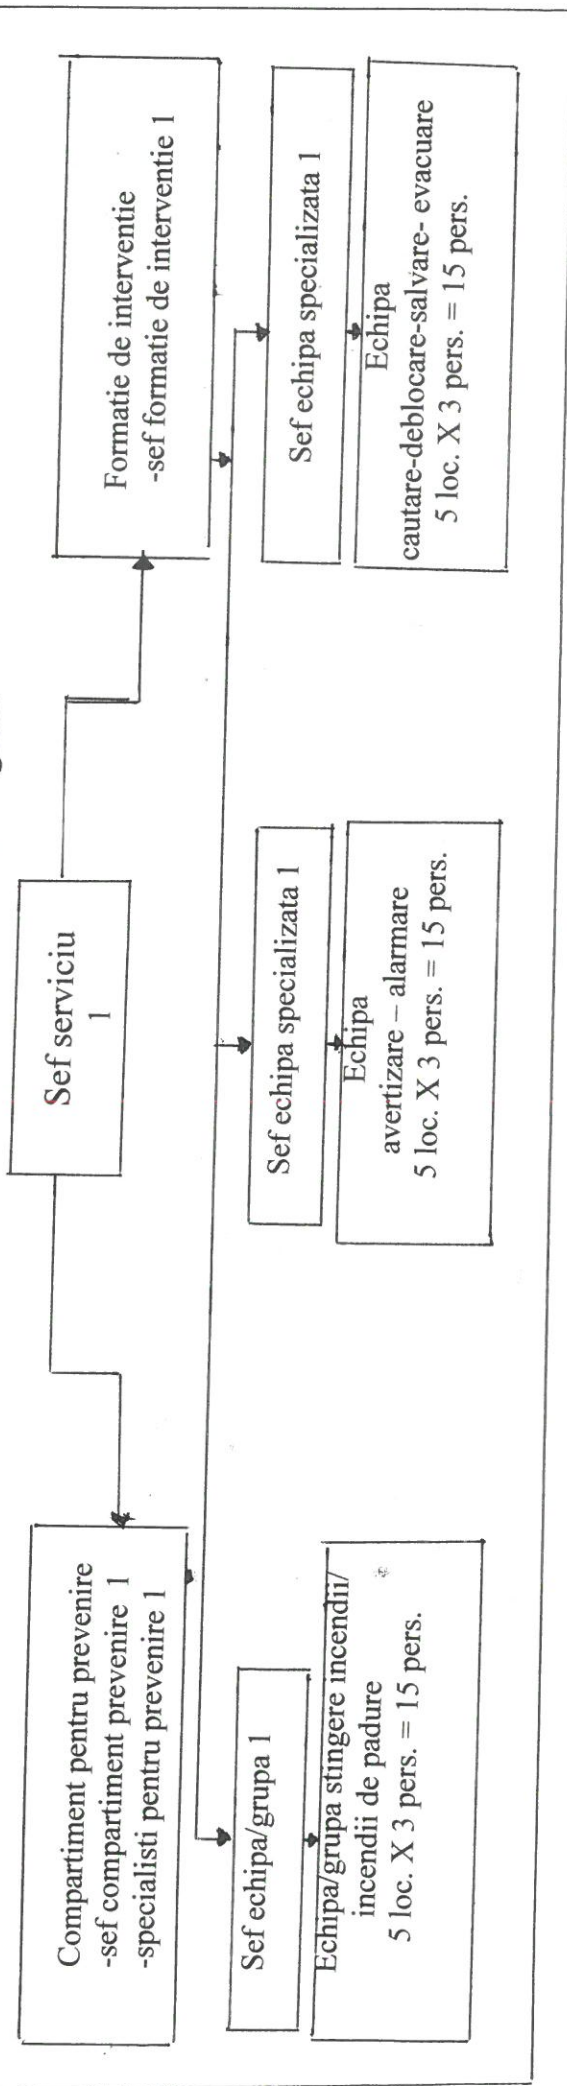 Sef serviciu
1
Compartiment pentru prevenire
-sef compartiment prevenire 1
-specialisti pentru prevenire 1
Formatie de interventie
-sef formatie de interventie 1
Sef echipa/grupa 1
Echipa/grupa stingere incendii/
incendii de padure
5 loc. X 3 pers. = 15 pers.
Sef echipa specializata 1
Echipa
avertizare – alarmare
5 loc. X 3 pers. = 15 pers.
Sef echipa specializata 1
Echipa
cautare-deblocare-salvare- evacuare
5 loc. X 3 pers. = 15 pers.